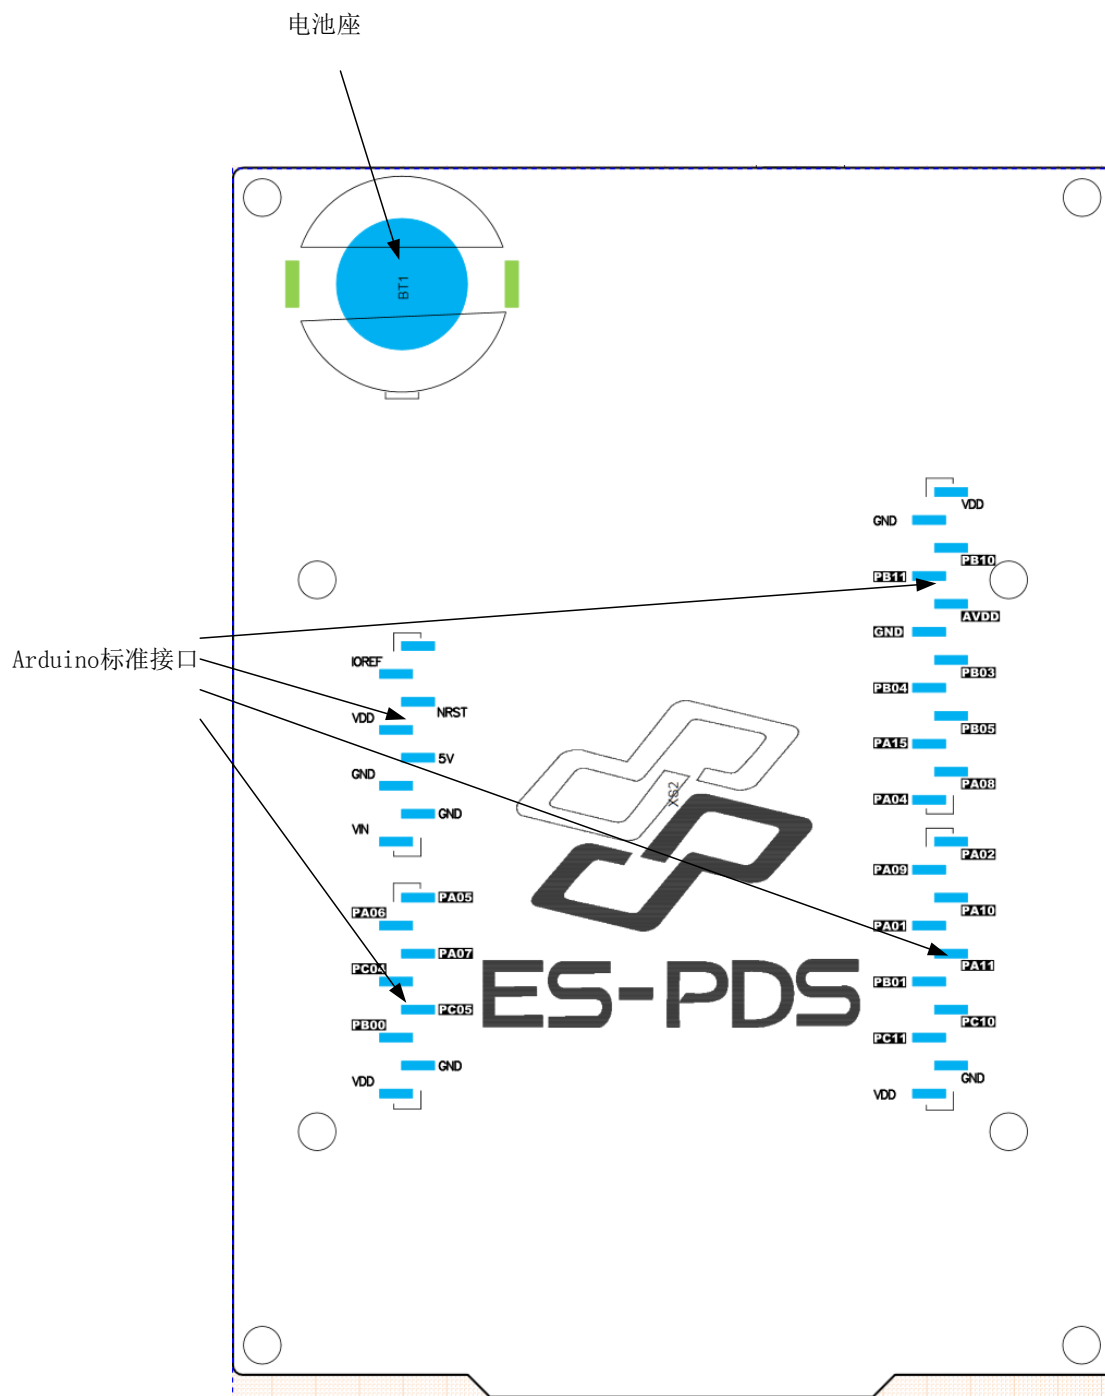 电池座
BT1
VDD
GND
PB10
PB11
AVDD
GND
PB03
PB04
PB05
PA15
PA08
PA04
Arduino标准接口
IOREF
NRST
VDD
5V
GND
GND
VIN
XS2
PA02
PA09
PA10
PA01
PA11
PB01
PC10
PC11
GND
VDD
PA05
PA06
PA07
PC04
PC05
PB00
GND
VDD
ES-PDS